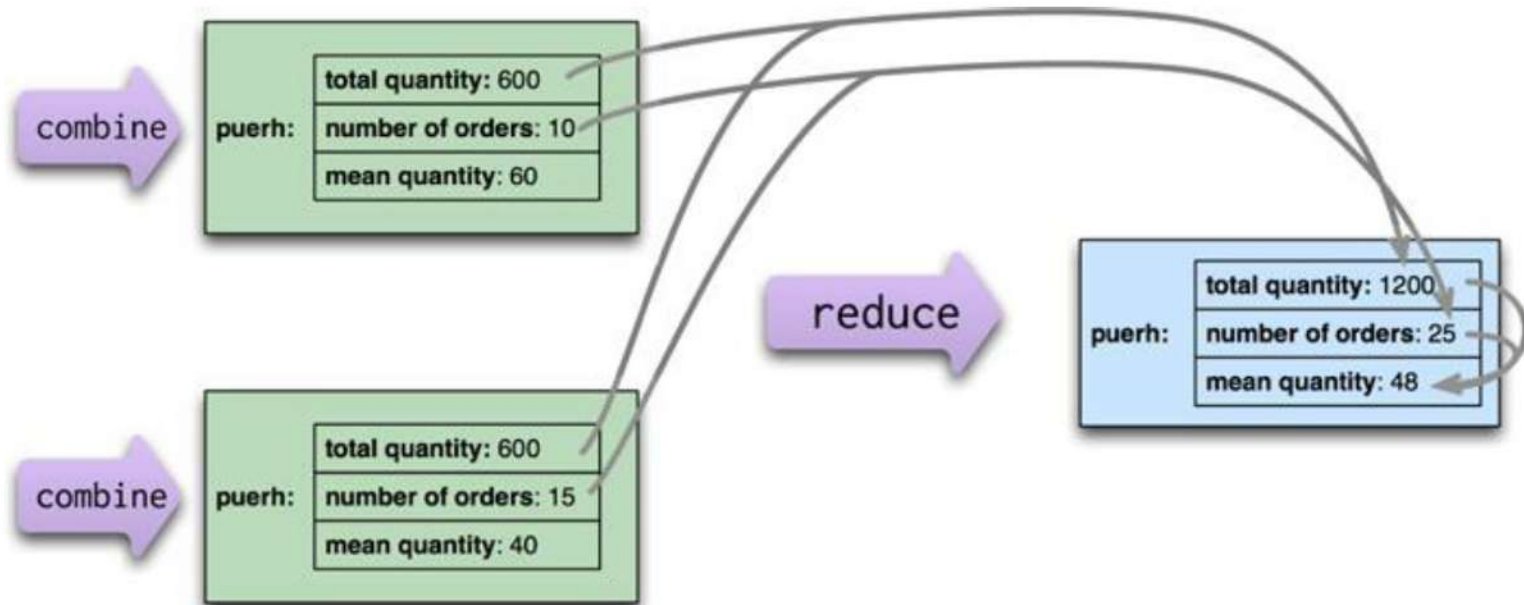 combine
puerh:
total quantity: 600
number of orders: 10
mean quantity: 60
combine
puerh:
total quantity: 600
number of orders: 15
mean quantity: 40
reduce
puerh:
total quantity: 1200
number of orders: 25
mean quantity: 48